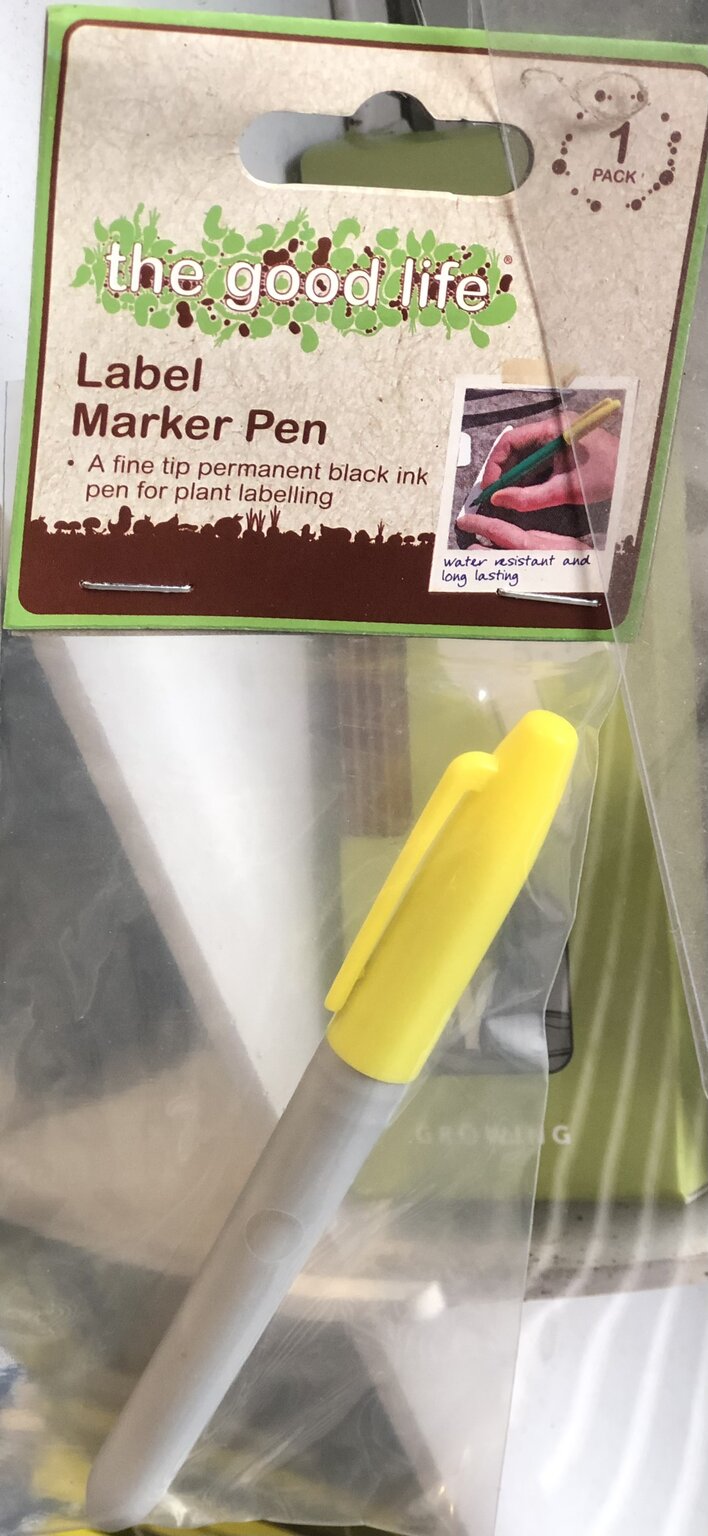 1
PACK
the good life®
Label
Marker Pen
• A fine tip permanent black ink
pen for plant labelling
water resistant and
long lasting
GROWING